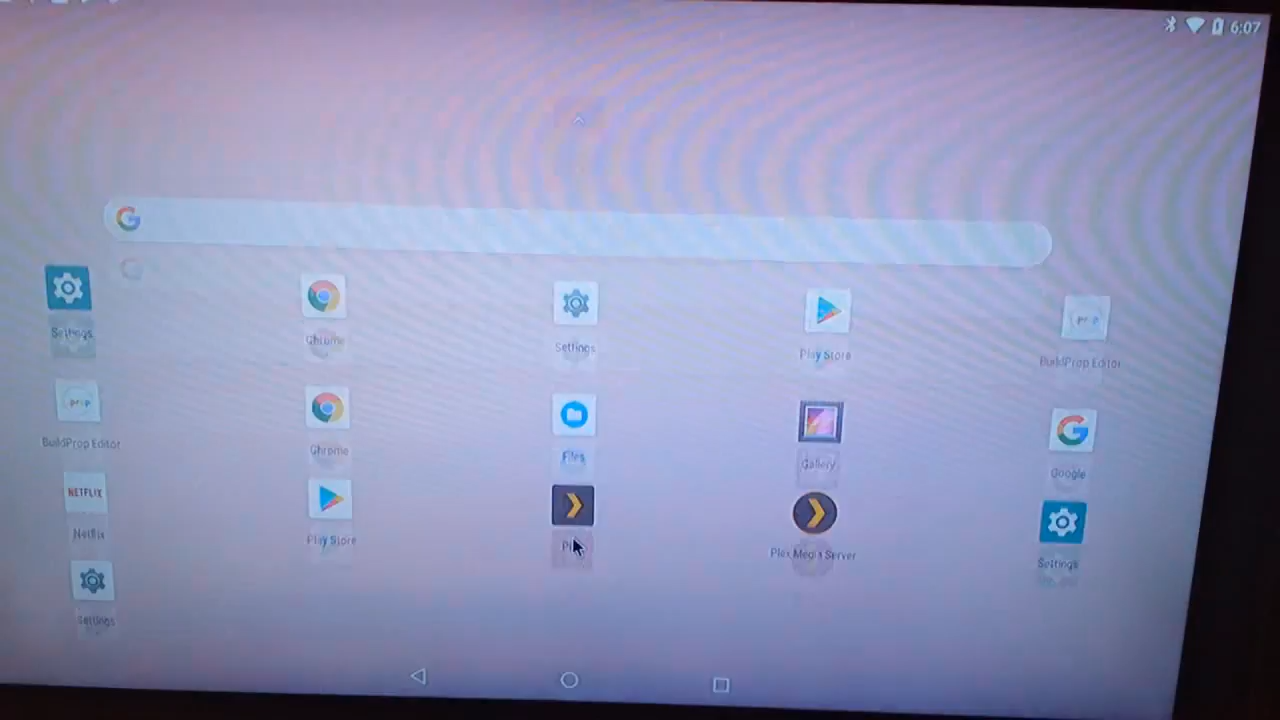 6:07
Settings
Chrome
Settings
Play Store
BuildProp Editor
BuildProp Editor
Chrome
Files
Gallery
Google
NETFLIX
Netflix
Play Store
Plex Media Server
Settings
Settings